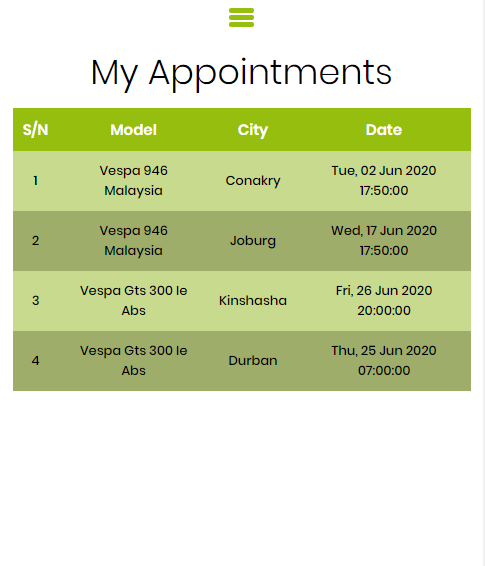 My Appointments
S/N Model City Date
1 Vespa 946 Malaysia Conakry Tue, 02 Jun 2020 17:50:00
2 Vespa 946 Malaysia Joburg Wed, 17 Jun 2020 17:50:00
3 Vespa Gts 300 Ie Abs Kinshasha Fri, 26 Jun 2020 20:00:00
4 Vespa Gts 300 Ie Abs Durban Thu, 25 Jun 2020 07:00:00